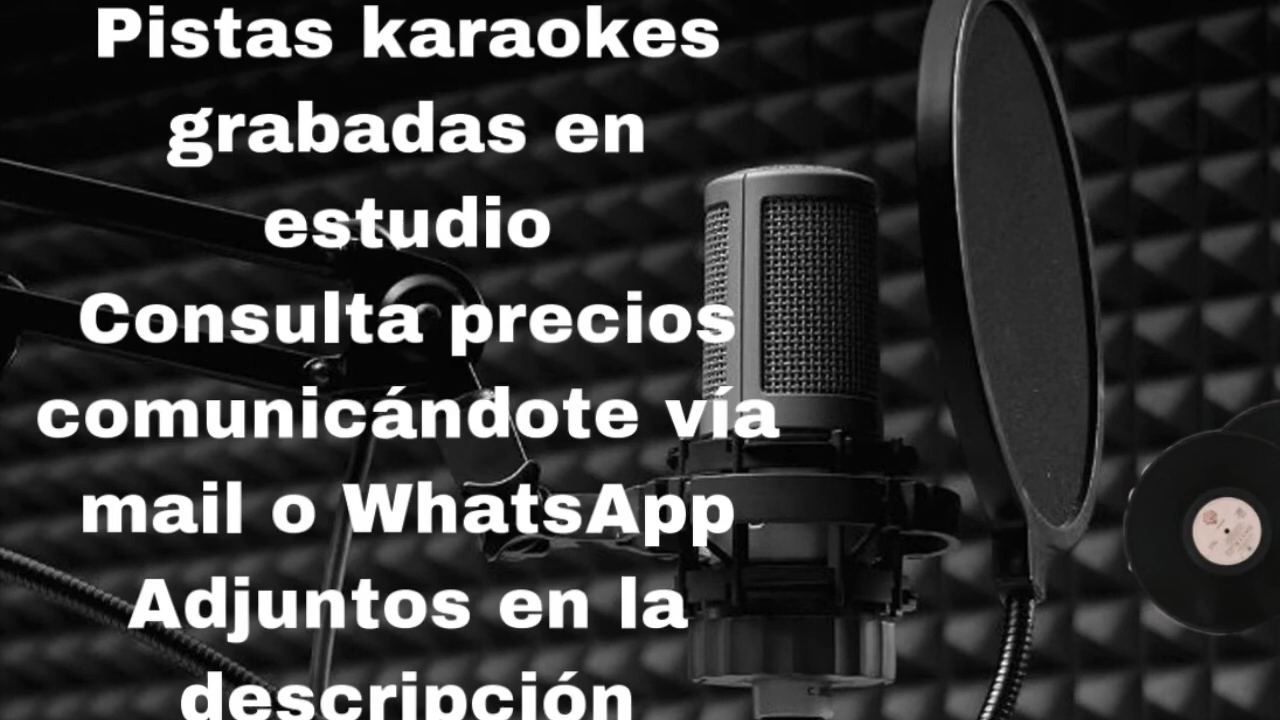 Pistas karaokes
grabadas en
estudio
Consulta precios
comunicándote vía
mail o WhatsApp
Adjuntos en la
descripción